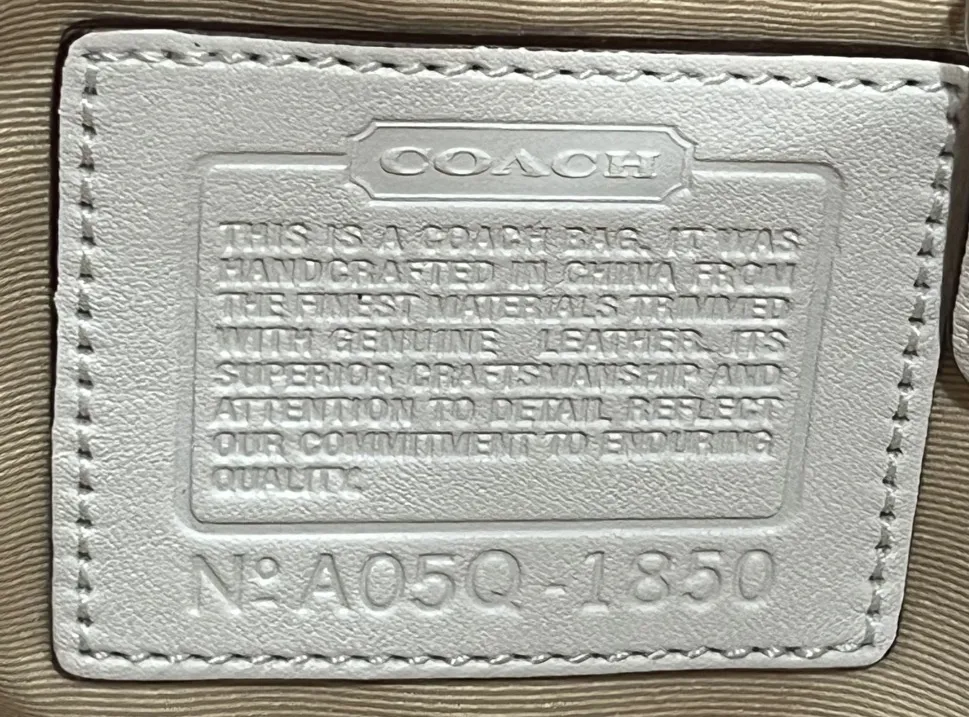 COACH
THIS IS A COACH BAG. IT WAS
HANDCRAFTED IN CHINA FROM
THE FINEST MATERIALS TRIMMED
WITH GENUINE LEATHER. ITS
SUPERIOR CRAFTSMANSHIP AND
ATTENTION TO DETAIL REFLECT
OUR COMMITMENT TO ENDURING
QUALITY.
Nº A05Q-1850